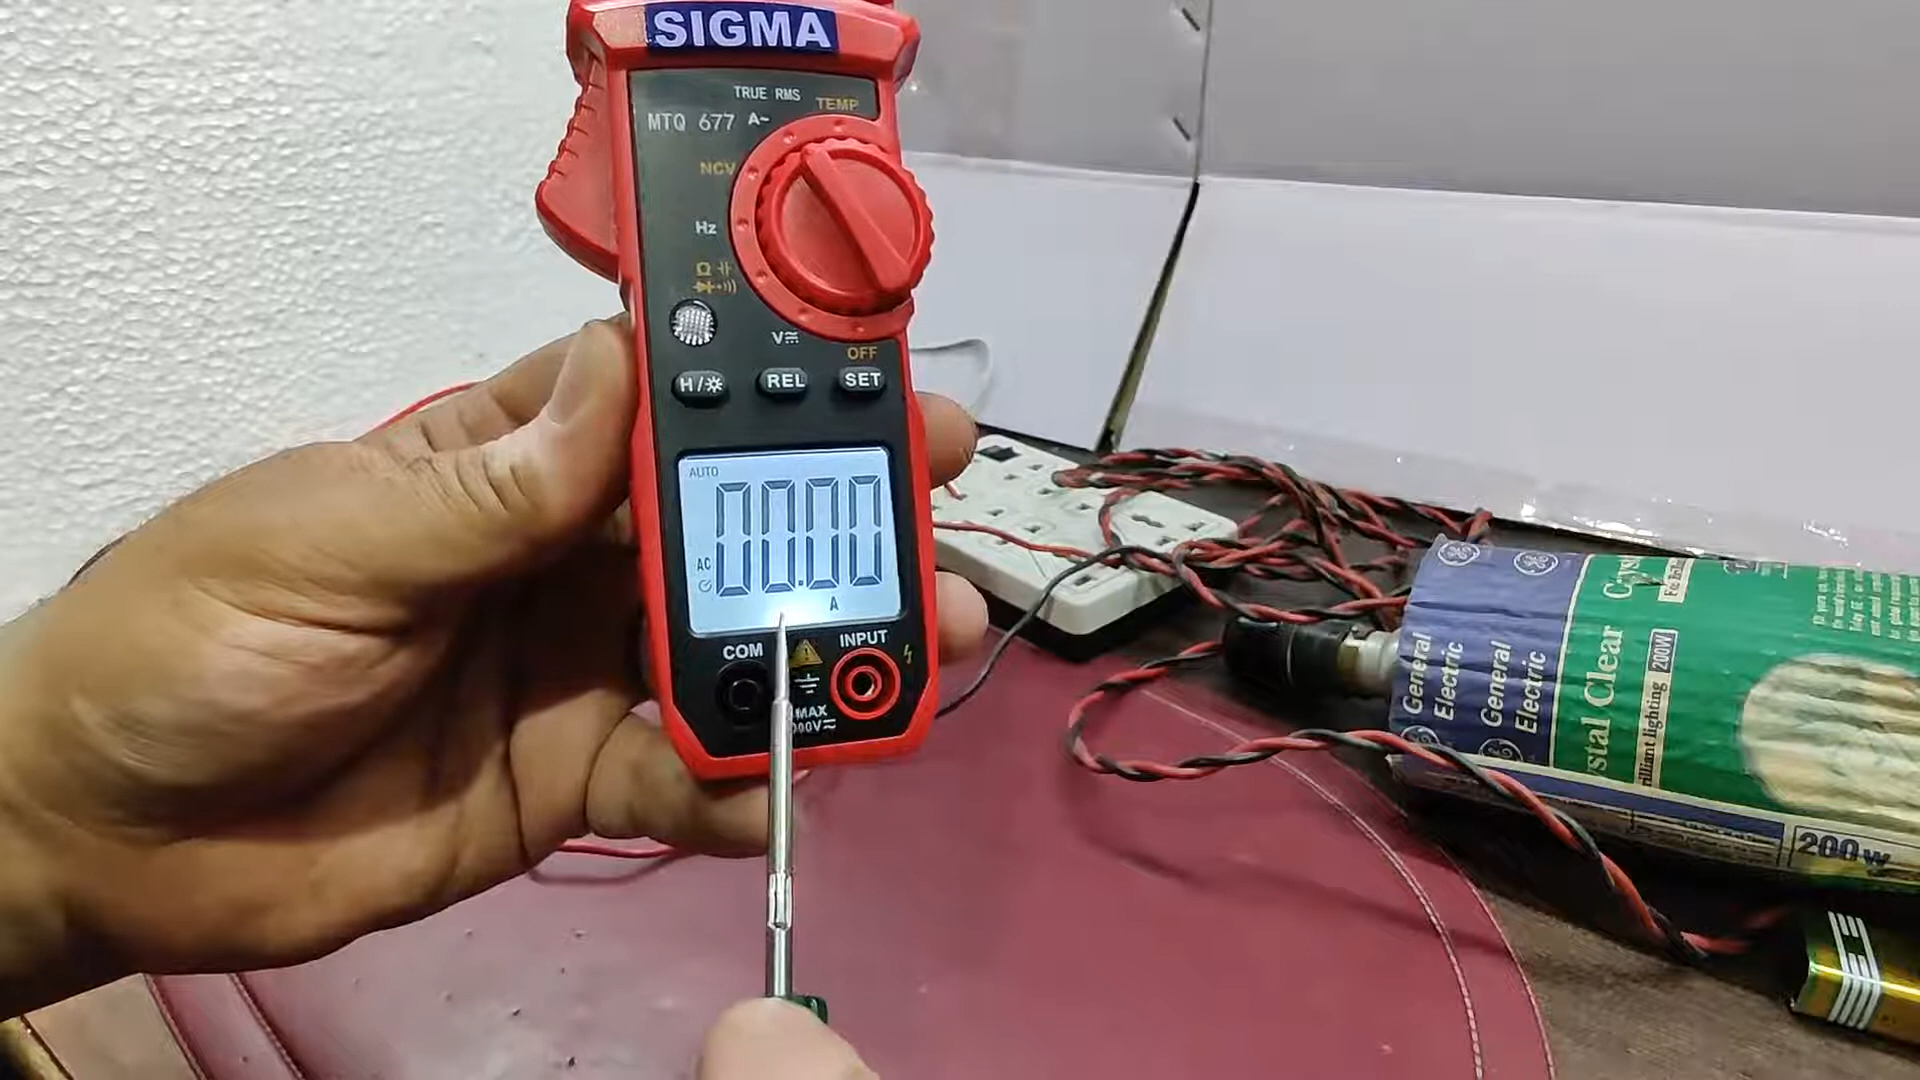 SIGMA
TRUE RMS
TEMP
MTQ 677 A~
NCV
Hz
Ω
V
OFF
H/
REL
SET
AUTO
00.00
AC
A
COM
INPUT
MAX
General
Electric
General
Electric
stal Clear
rilliant lighting 200W
200w